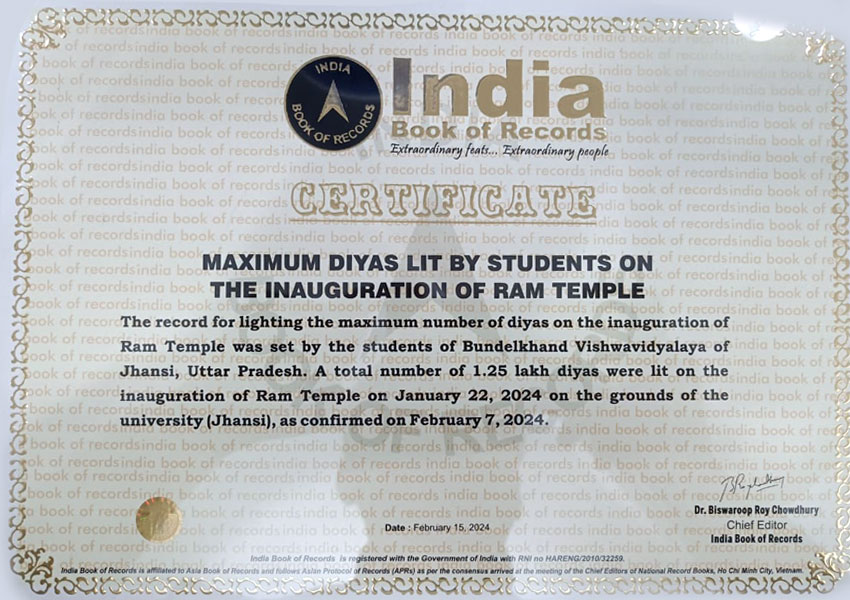 INDIA
BOOK OF RECORDS
India
Book of Records
Extraordinary feats... Extraordinary people
CERTIFICATE
MAXIMUM DIYAS LIT BY STUDENTS ON
THE INAUGURATION OF RAM TEMPLE
The record for lighting the maximum number of diyas on the inauguration of
Ram Temple was set by the students of Bundelkhand Vishwavidyalaya of
Jhansi, Uttar Pradesh. A total number of 1.25 lakh diyas were lit on the
inauguration of Ram Temple on January 22, 2024 on the grounds of the
university (Jhansi), as confirmed on February 7, 2024.
Dr. Biswaroop Roy Chowdhury
Chief Editor
India Book of Records
Date : February 15, 2024
India Book of Records is registered with the Government of India with RNI no HARENG/2010/32259.
India Book of Records is affiliated to Asia Book of Records and follows Asian Protocol of Records (APRs) as per the consensus arrived at the meeting of the Chief Editors of National Record Books, Ho Chi Minh City, Vietnam.